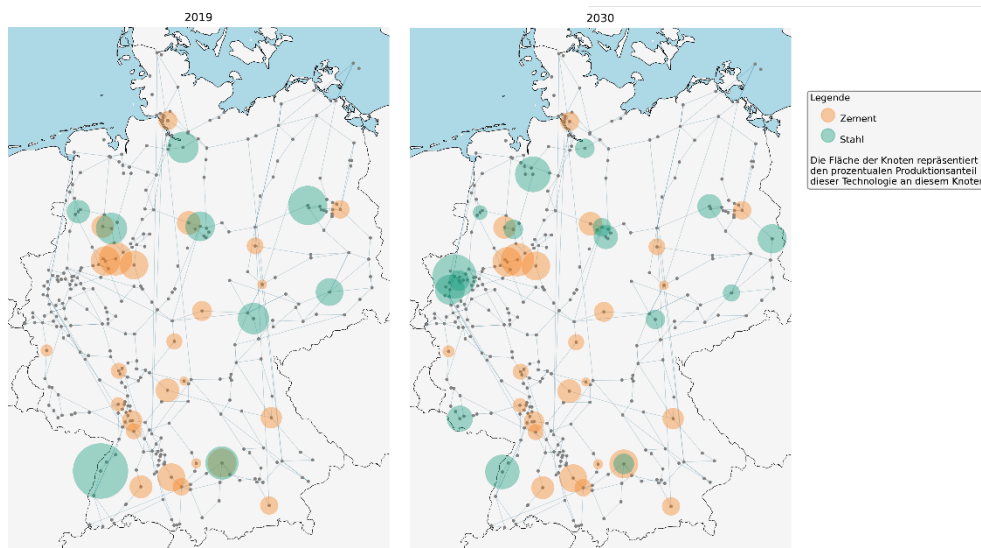 2019
2030
Legende
Zement
Stahl
Die Fläche der Knoten repräsentiert
den prozentualen Produktionsanteil
dieser Technologie an diesem Knoten